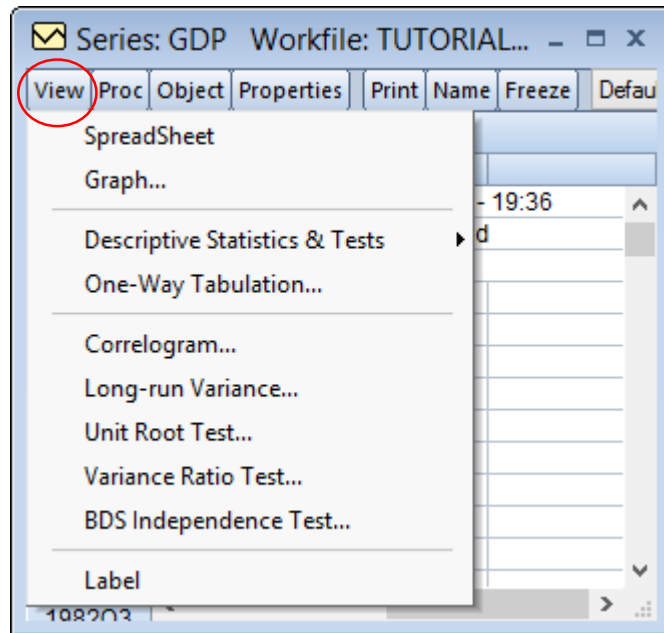 Series: GDP Workfile: TUTORIAL...
View Proc Object Properties Print Name Freeze Defau
SpreadSheet
Graph...
- 19:36
Descriptive Statistics & Tests
d
One-Way Tabulation...
Correlogram...
Long-run Variance...
Unit Root Test...
Variance Ratio Test...
BDS Independence Test...
Label
1982Q3